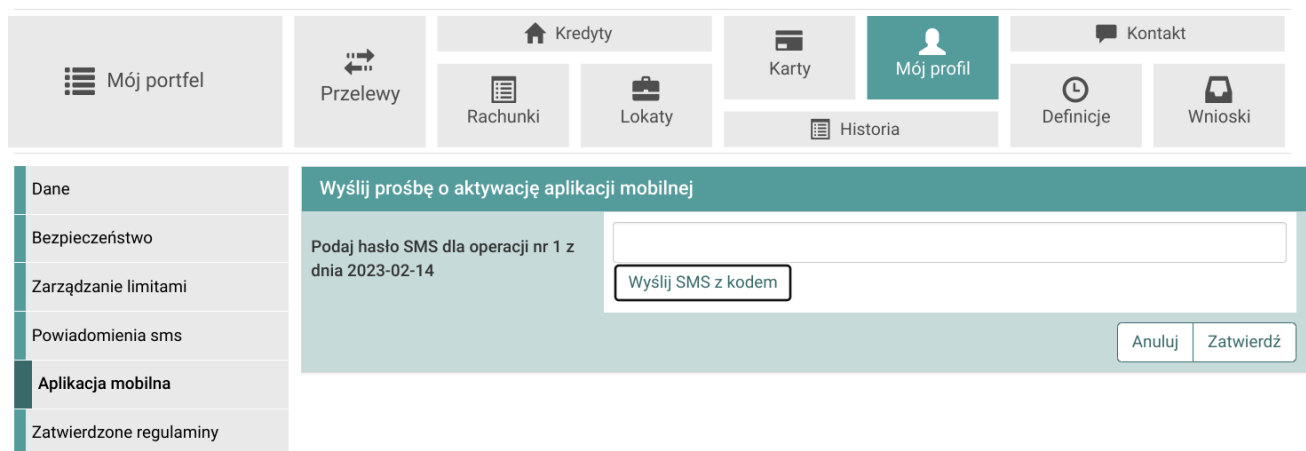 Mój portfel
Przelewy
Kredyty
Rachunki
Lokaty
Karty
Mój profil
Historia
Kontakt
Definicje
Wnioski
Dane
Bezpieczeństwo
Zarządzanie limitami
Powiadomienia sms
Aplikacja mobilna
Zatwierdzone regulaminy
Wyślij prośbę o aktywację aplikacji mobilnej
Podaj hasło SMS dla operacji nr 1 z
dnia 2023-02-14
Wyślij SMS z kodem
Anuluj
Zatwierdź